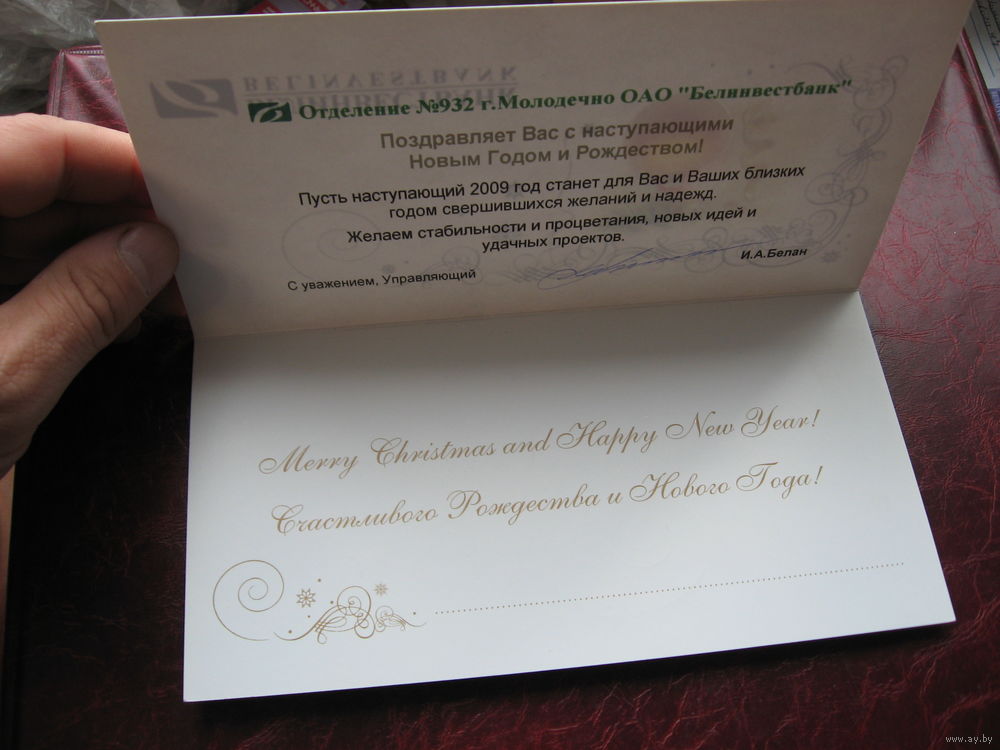 BELINVESTBANK
Отделение №932 г.Молодечно ОАО "Белинвестбанк"
Поздравляет Вас с наступающими
Новым Годом и Рождеством!
Пусть наступающий 2009 год станет для Вас и Ваших близких
годом свершившихся желаний и надежд.
Желаем стабильности и процветания, новых идей и
удачных проектов.
С уважением, Управляющий
И.А.Белан
Merry Christmas and Happy New Year!
Счастливого Рождества и Нового Года!
www.ay.by